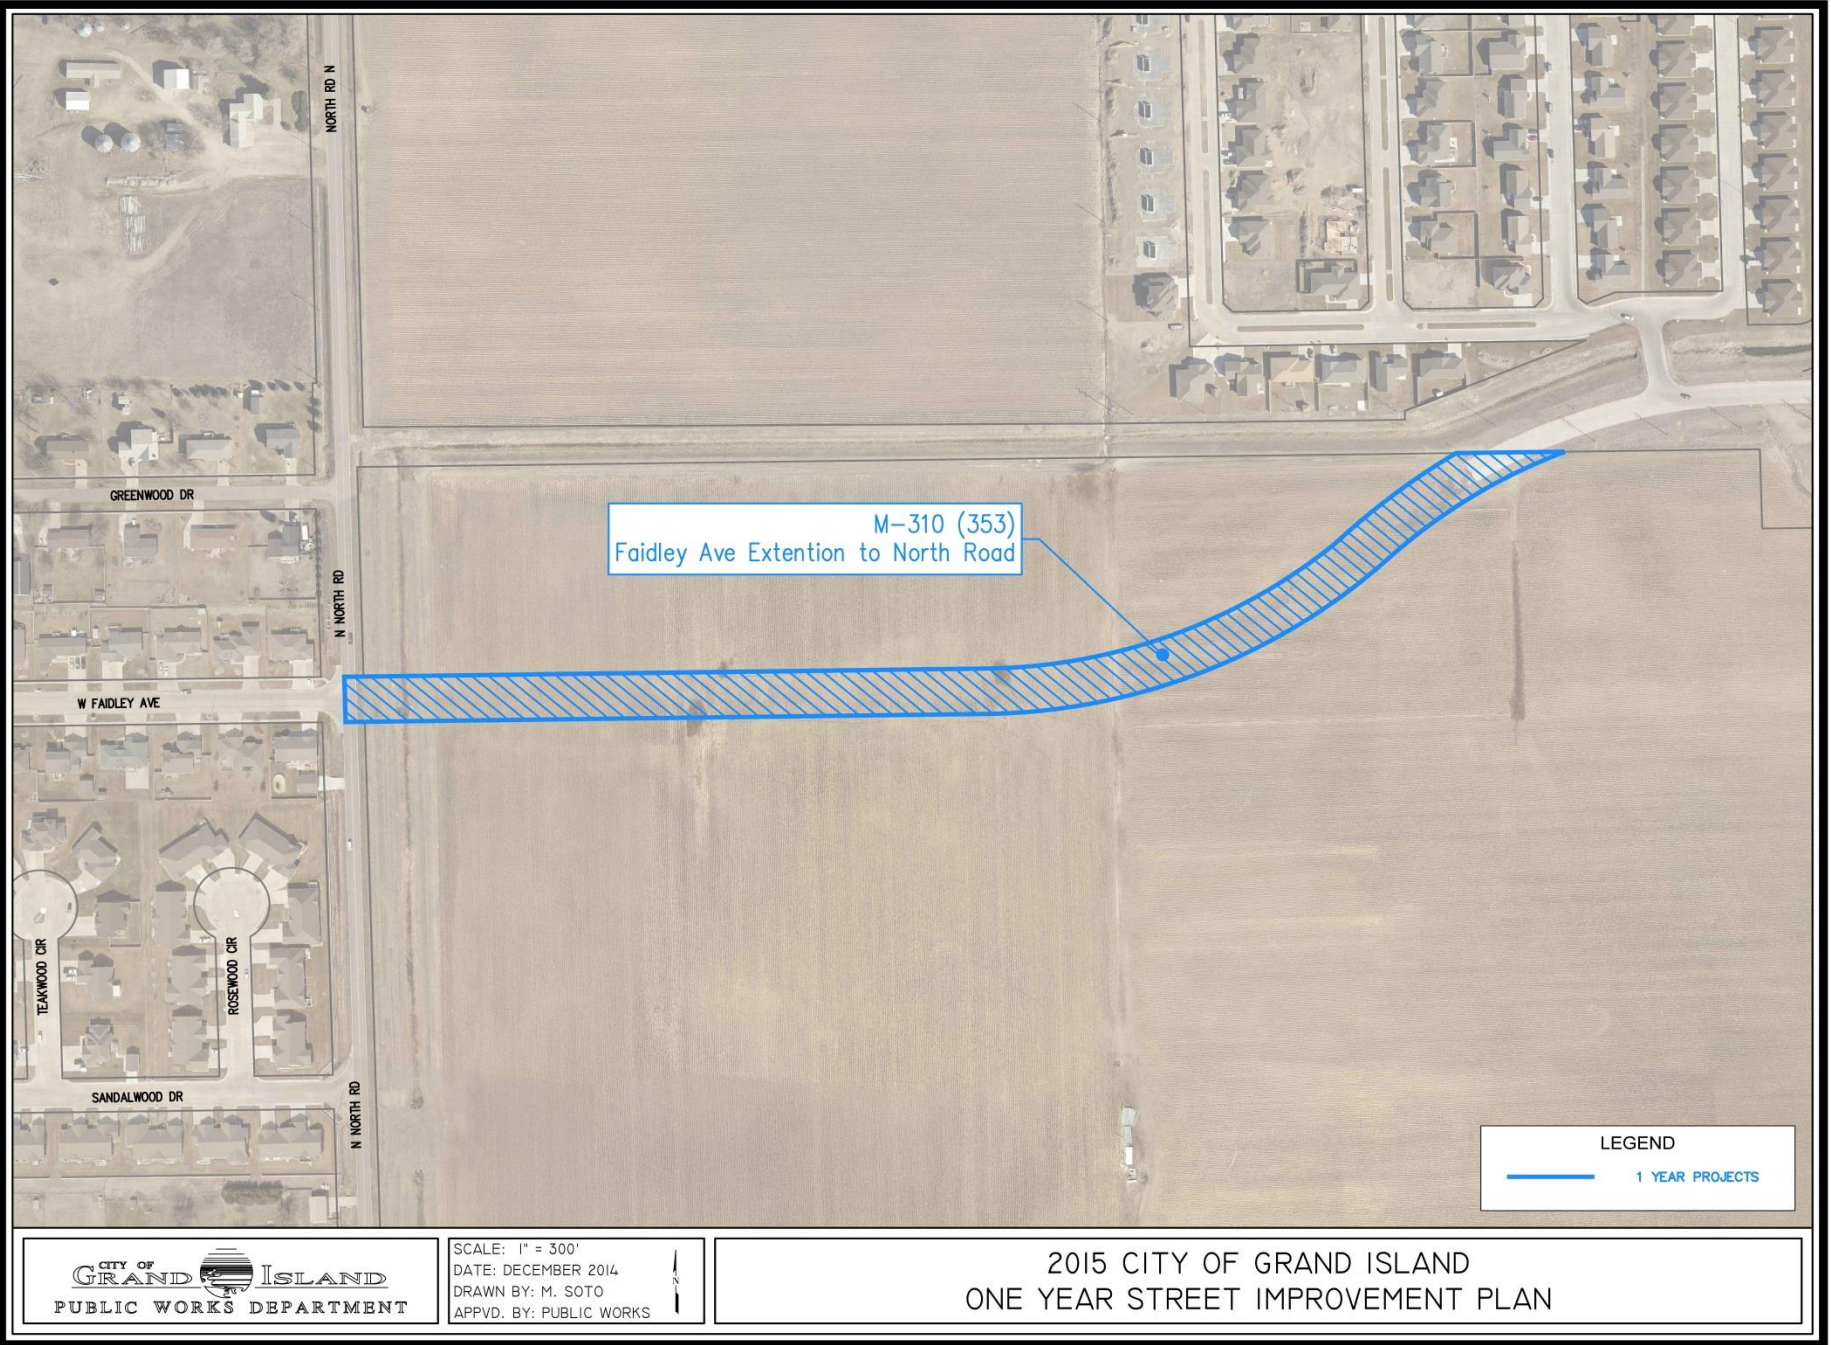 NORTH RD N
GREENWOOD DR
M-310 (353)
Faidley Ave Extention to North Road
N NORTH RD
W FAIDLEY AVE
TEAKWOOD CIR
ROSEWOOD CIR
SANDALWOOD DR
N NORTH RD
LEGEND
1 YEAR PROJECTS
CITY OF
GRAND ISLAND
PUBLIC WORKS DEPARTMENT
SCALE: 1" = 300'
DATE: DECEMBER 2014
DRAWN BY: M. SOTO
APPVD. BY: PUBLIC WORKS
N
2015 CITY OF GRAND ISLAND
ONE YEAR STREET IMPROVEMENT PLAN